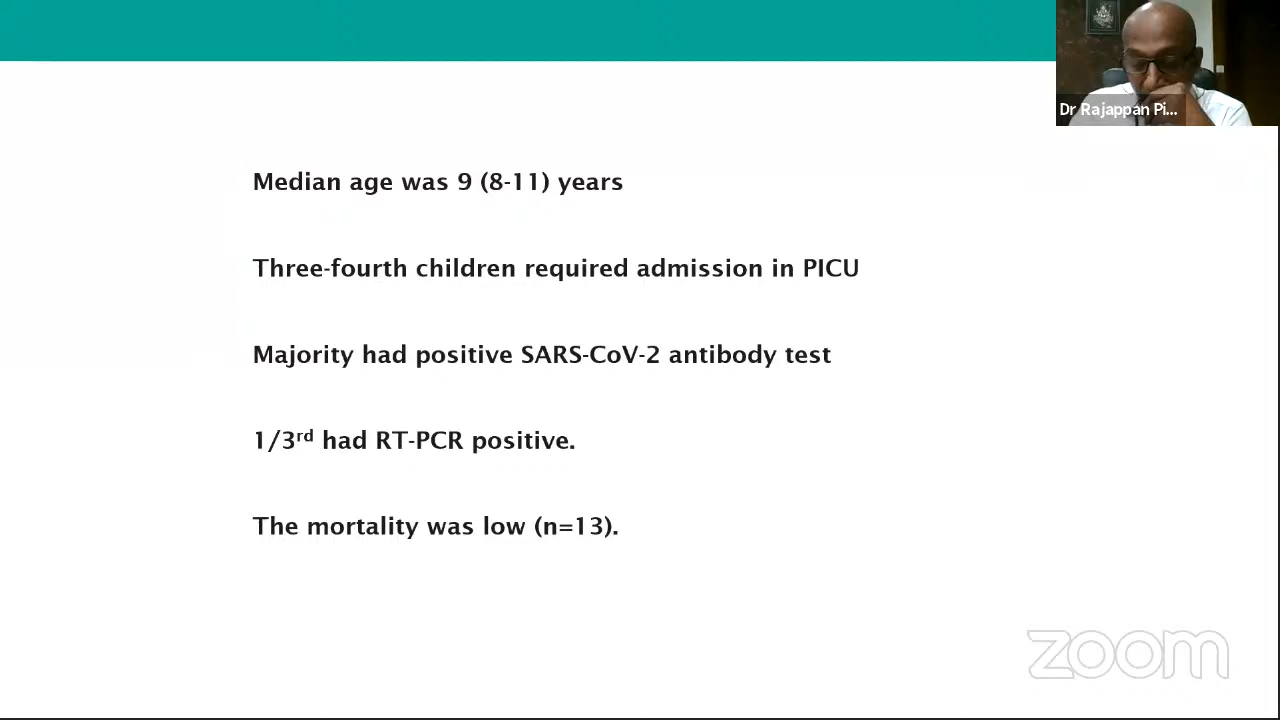 Dr Rajappan Pi...
Median age was 9 (8-11) years
Three-fourth children required admission in PICU
Majority had positive SARS-CoV-2 antibody test
1/3rd had RT-PCR positive.
The mortality was low (n=13).
zoom